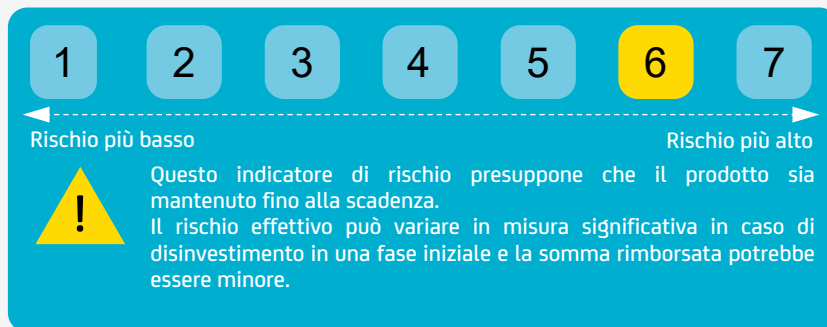 1 2 3 4 5 6 7
Rischio più basso Rischio più alto
Questo indicatore di rischio presuppone che il prodotto sia
mantenuto fino alla scadenza.
Il rischio effettivo può variare in misura significativa in caso di
disinvestimento in una fase iniziale e la somma rimborsata potrebbe
essere minore.
!